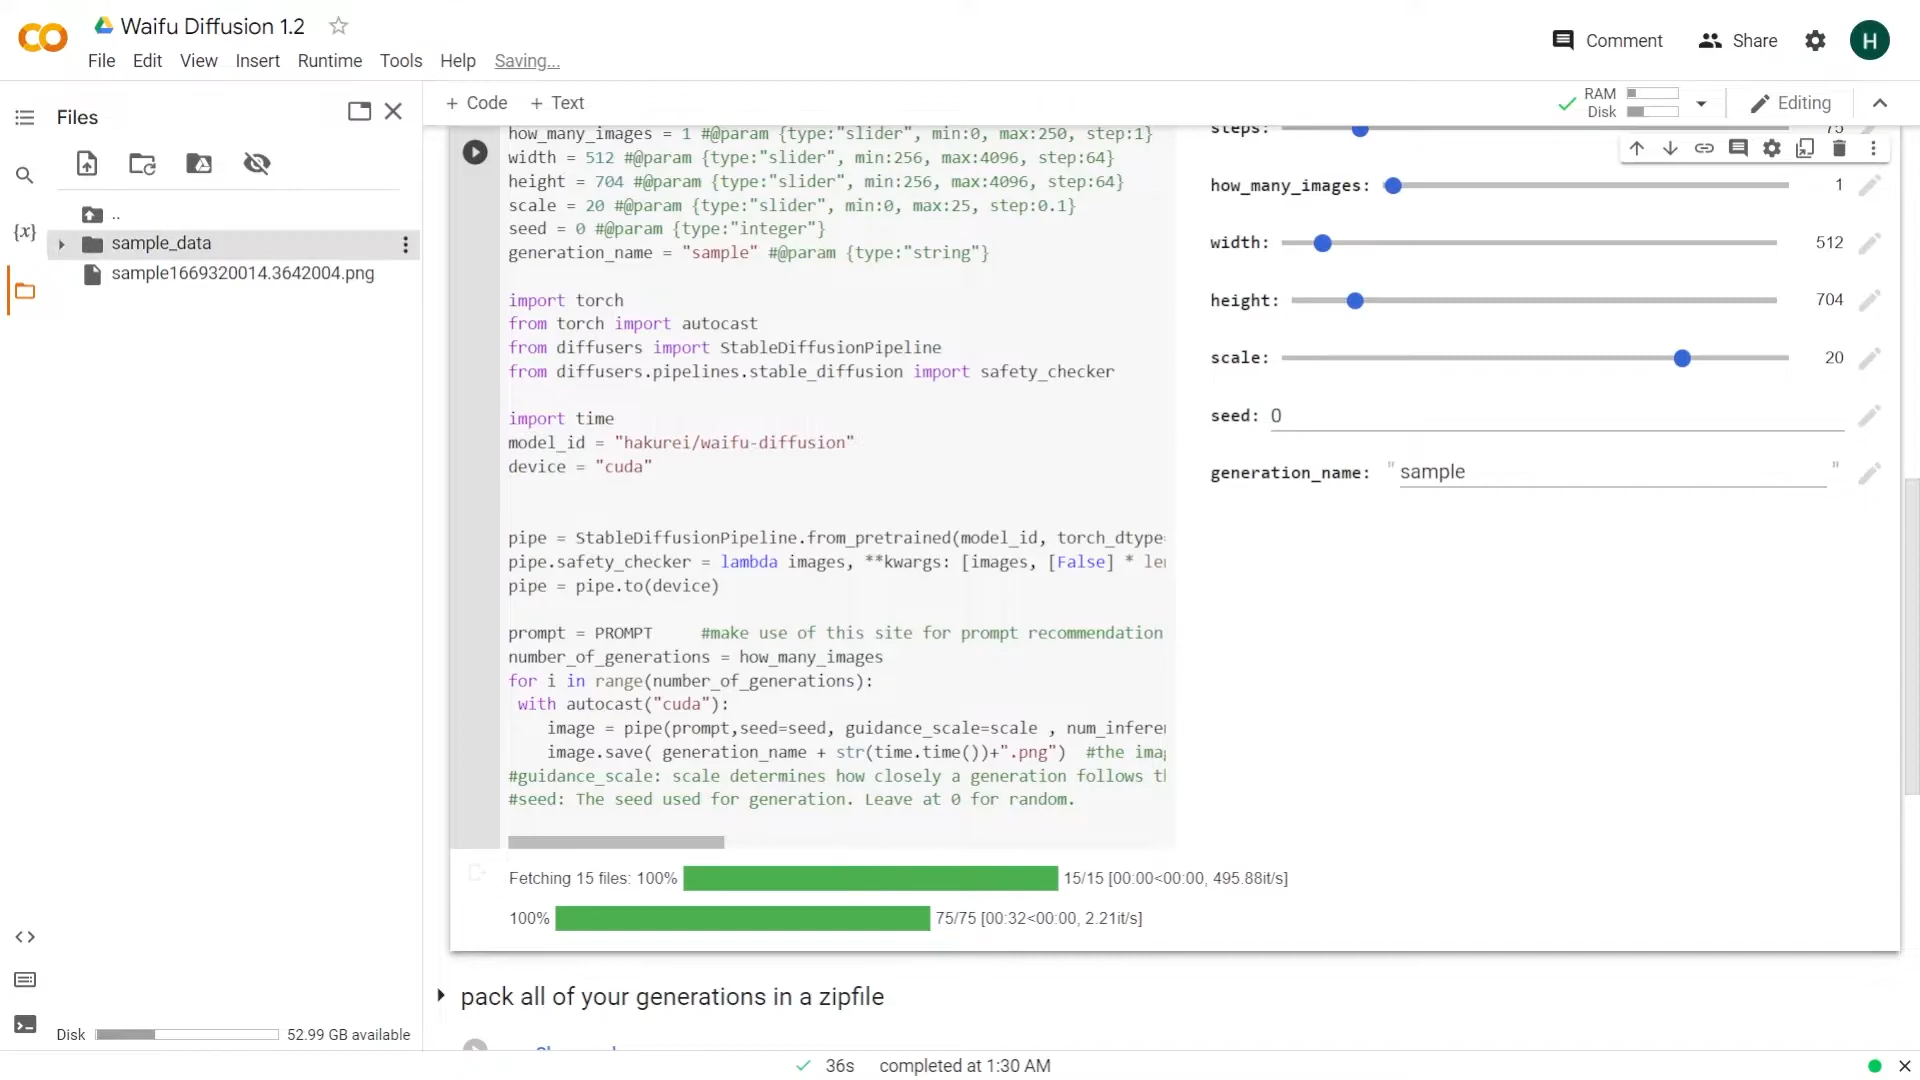 Waifu Diffusion 1.2
File Edit View Insert Runtime Tools Help Saving...
Comment Share H
Files
+ Code + Text
RAM
Disk
Editing
..
sample_data
sample1669320014.3642004.png
{x}
how_many_images = 1 #@param {type:"slider", min:0, max:250, step:1}
width = 512 #@param {type:"slider", min:256, max:4096, step:64}
height = 704 #@param {type:"slider", min:256, max:4096, step:64}
scale = 20 #@param {type:"slider", min:0, max:25, step:0.1}
seed = 0 #@param {type:"integer"}
generation_name = "sample" #@param {type:"string"}
import torch
from torch import autocast
from diffusers import StableDiffusionPipeline
from diffusers.pipelines.stable_diffusion import safety_checker
import time
model_id = "hakurei/waifu-diffusion"
device = "cuda"
pipe = StableDiffusionPipeline.from_pretrained(model_id, torch_dtype=
pipe.safety_checker = lambda images, **kwargs: [images, [False] * len
pipe = pipe.to(device)
prompt = PROMPT #make use of this site for prompt recommendation
number_of_generations = how_many_images
for i in range(number_of_generations):
with autocast("cuda"):
image = pipe(prompt,seed=seed, guidance_scale=scale , num_infere
image.save( generation_name + str(time.time())+".png") #the imag
#guidance_scale: scale determines how closely a generation follows th
#seed: The seed used for generation. Leave at 0 for random.
steps: 75
how_many_images: 1
width: 512
height: 704
scale: 20
seed: 0
generation_name: " sample "
Fetching 15 files: 100% 15/15 [00:00<00:00, 495.88it/s]
100% 75/75 [00:32<00:00, 2.21it/s]
pack all of your generations in a zipfile
Disk 52.99 GB available
36s completed at 1:30 AM